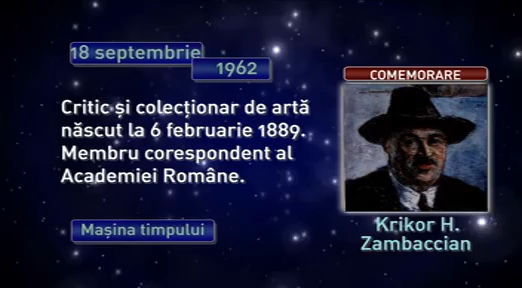 18 septembrie
1962
Critic și colecționar de artă
născut la 6 februarie 1889.
Membru corespondent al
Academiei Române.
Mașina timpului
COMEMORARE
Krikor H.
Zambaccian